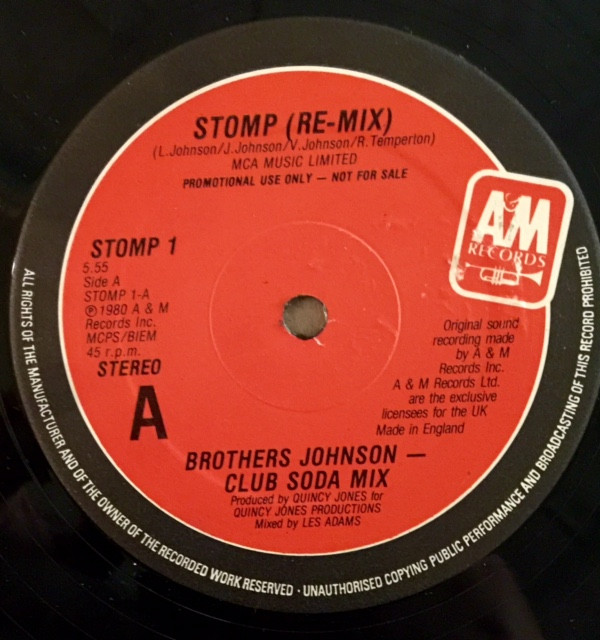 STOMP (RE-MIX)
(L.Johnson/J.Johnson/V.Johnson/R.Temperton)
MCA MUSIC LIMITED
PROMOTIONAL USE ONLY — NOT FOR SALE
A&M
RECORDS
STOMP 1
5.55
Side A
STOMP 1-A
℗1980 A & M
Records Inc.
MCPS/BIEM
45 r.p.m.
STEREO
A
Original sound
recording made
by A & M
Records Inc.
A & M Records Ltd.
are the exclusive
licensees for the UK
Made in England
BROTHERS JOHNSON —
CLUB SODA MIX
Produced by QUINCY JONES for
QUINCY JONES PRODUCTIONS
Mixed by LES ADAMS
ALL RIGHTS OF THE MANUFACTURER AND OF THE OWNER OF THE RECORDED WORK RESERVED · UNAUTHORISED COPYING PUBLIC PERFORMANCE AND BROADCASTING OF THIS RECORD PROHIBITED